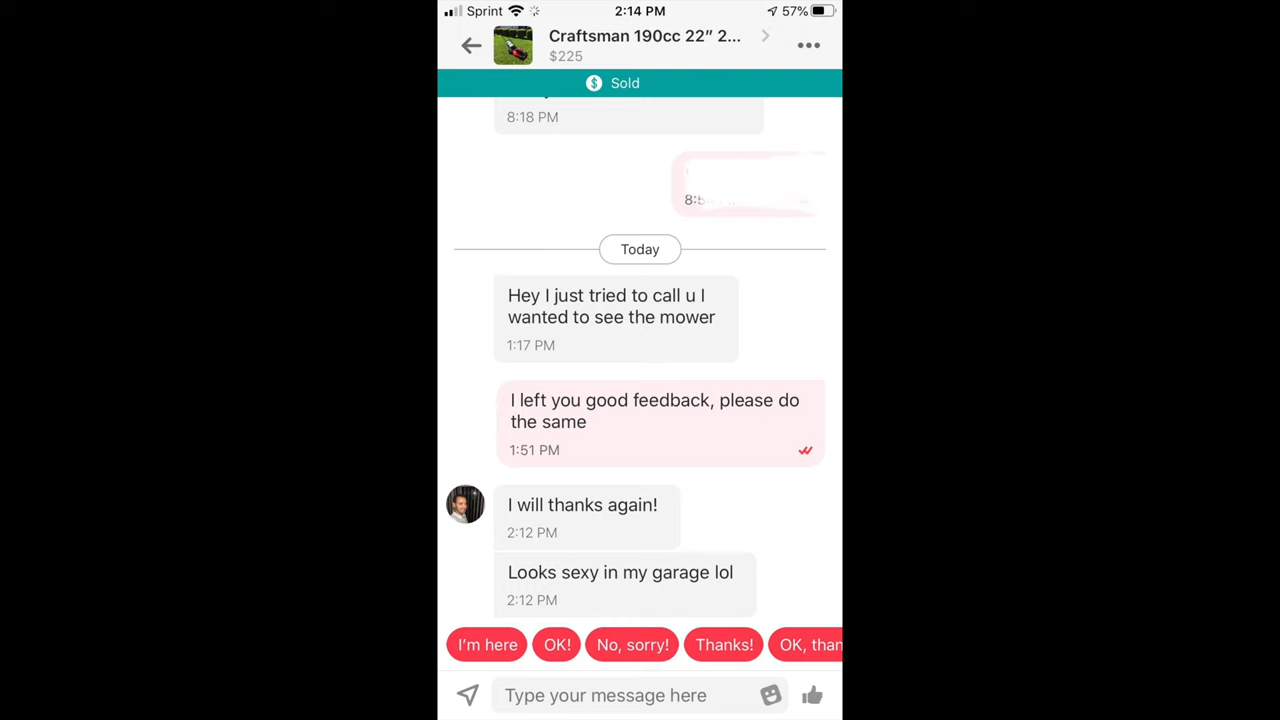 Sprint 2:14 PM 57%
Craftsman 190cc 22” 2...
$225
Sold
8:18 PM
Today
Hey I just tried to call u I
wanted to see the mower
1:17 PM
I left you good feedback, please do
the same
1:51 PM
I will thanks again!
2:12 PM
Looks sexy in my garage lol
2:12 PM
I’m here OK! No, sorry! Thanks! OK, than
Type your message here